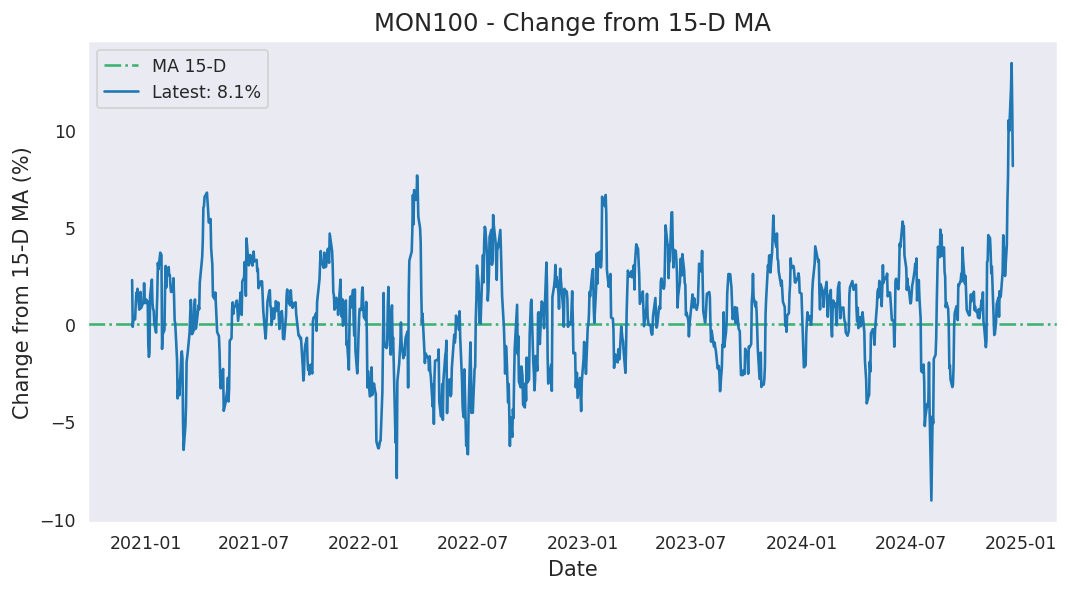 MON100 - Change from 15-D MA
MA 15-D
Latest: 8.1%
Change from 15-D MA (%)
10
5
0
−5
−10
2021-01
2021-07
2022-01
2022-07
2023-01
2023-07
2024-01
2024-07
2025-01
Date